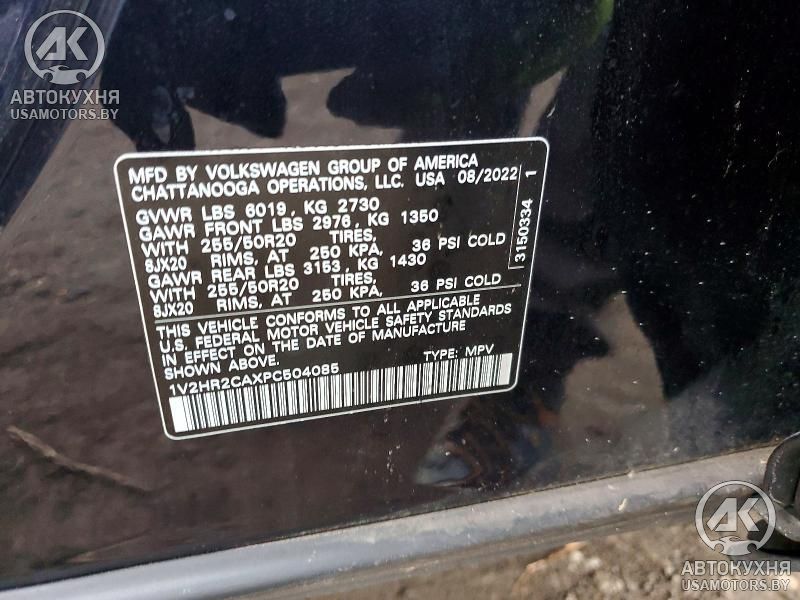 AK
АВТОКУХНЯ
USAMOTORS.BY
MFD BY VOLKSWAGEN GROUP OF AMERICA
CHATTANOOGA OPERATIONS, LLC. USA 08/2022
GVWR LBS 6019, KG 2730
GAWR FRONT LBS 2976, KG 1350
WITH 255/50R20 TIRES,
8JX20 RIMS, AT 250 KPA, 36 PSI COLD
GAWR REAR LBS 3153, KG 1430
WITH 255/50R20 TIRES,
8JX20 RIMS, AT 250 KPA, 36 PSI COLD
3150334 1
THIS VEHICLE CONFORMS TO ALL APPLICABLE
U.S. FEDERAL MOTOR VEHICLE SAFETY STANDARDS
IN EFFECT ON THE DATE OF MANUFACTURE
SHOWN ABOVE. TYPE: MPV
1V2HR2CAXPC504085
AK
АВТОКУХНЯ
USAMOTORS.BY